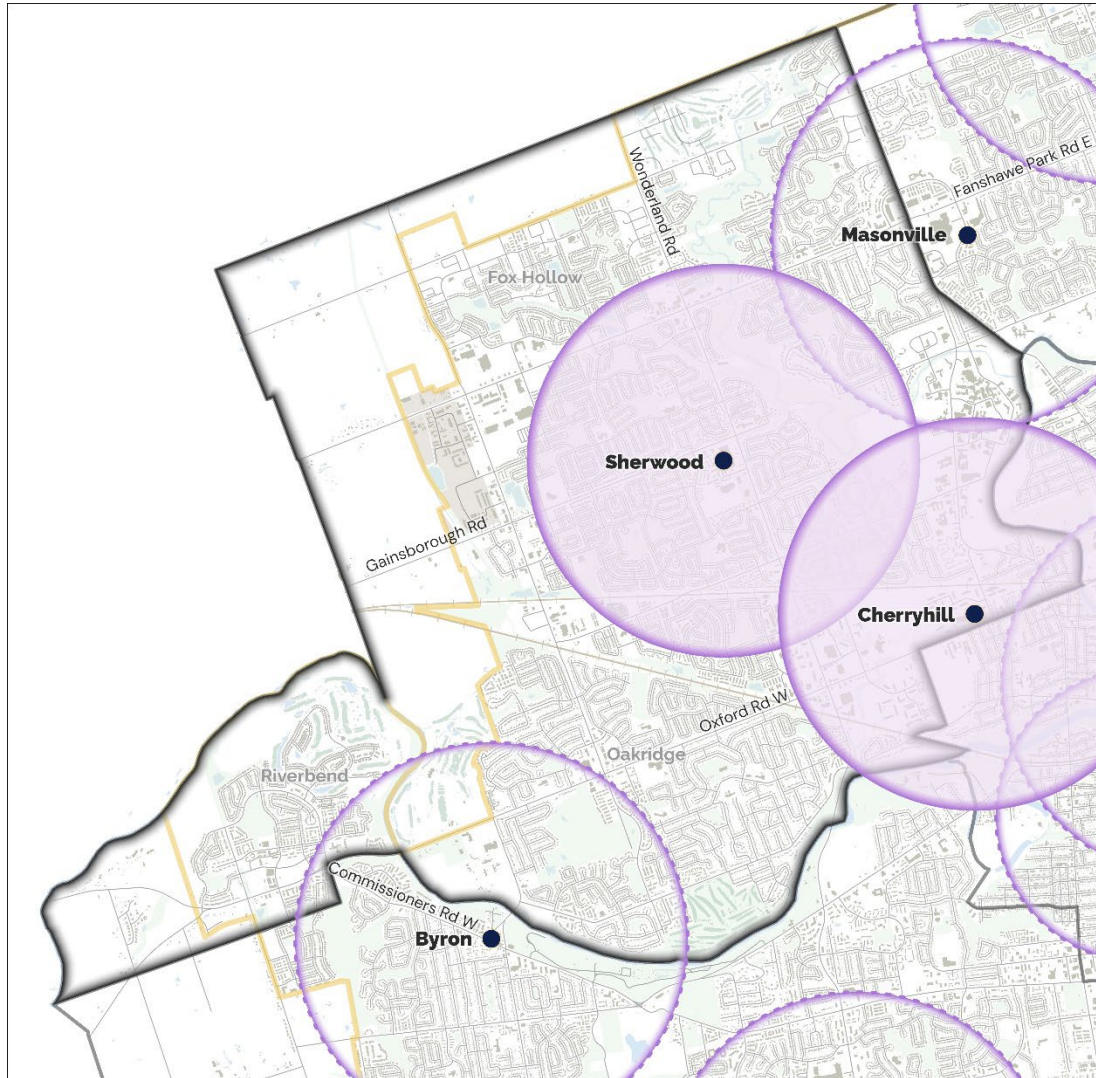 Wonderland Rd
Fanshawe Park Rd E
Masonville
Fox Hollow
Sherwood
Gainsborough Rd
Cherryhill
Oxford Rd W
Oakridge
Riverbend
Commissioners Rd W
Byron